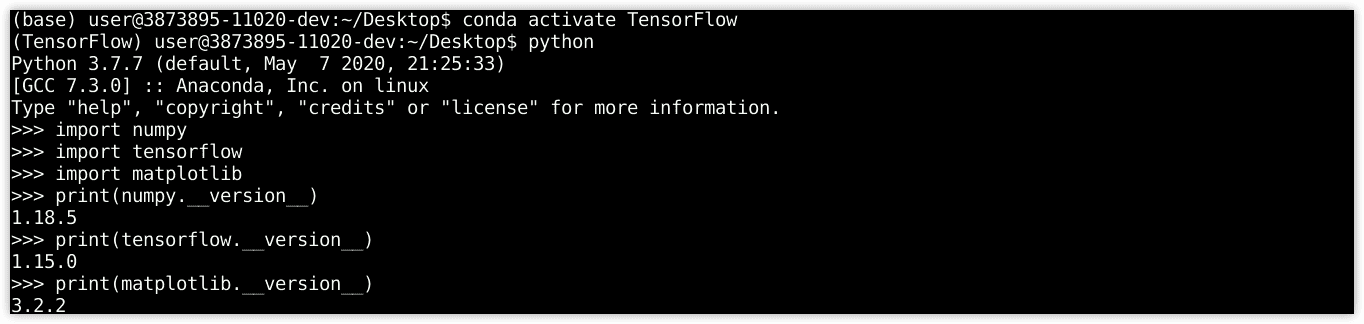 (base) user@3873895-11020-dev:~/Desktop$ conda activate TensorFlow
(TensorFlow) user@3873895-11020-dev:~/Desktop$ python
Python 3.7.7 (default, May  7 2020, 21:25:33)
[GCC 7.3.0] :: Anaconda, Inc. on linux
Type "help", "copyright", "credits" or "license" for more information.
>>> import numpy
>>> import tensorflow
>>> import matplotlib
>>> print(numpy.__version__)
1.18.5
>>> print(tensorflow.__version__)
1.15.0
>>> print(matplotlib.__version__)
3.2.2